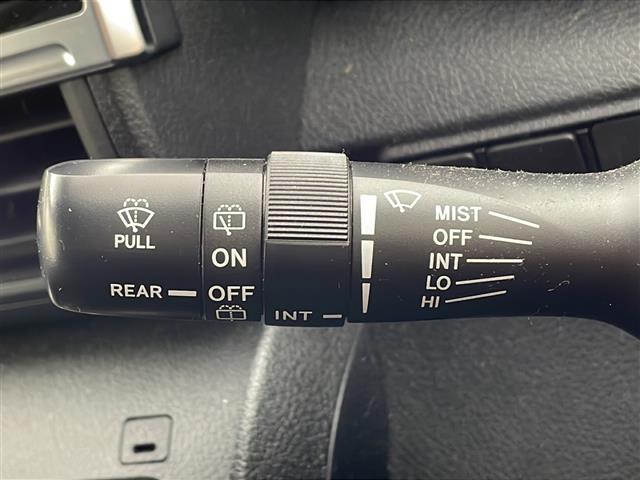 PULL
REAR
ON
OFF
INT
MIST
OFF
INT
LO
HI